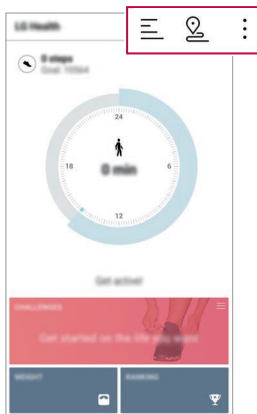 LG Health
0 steps
Goal: 10564
24
18
0 min
6
12
Get active!
CHALLENGES
Get started on the life you want
WEIGHT
RANKING